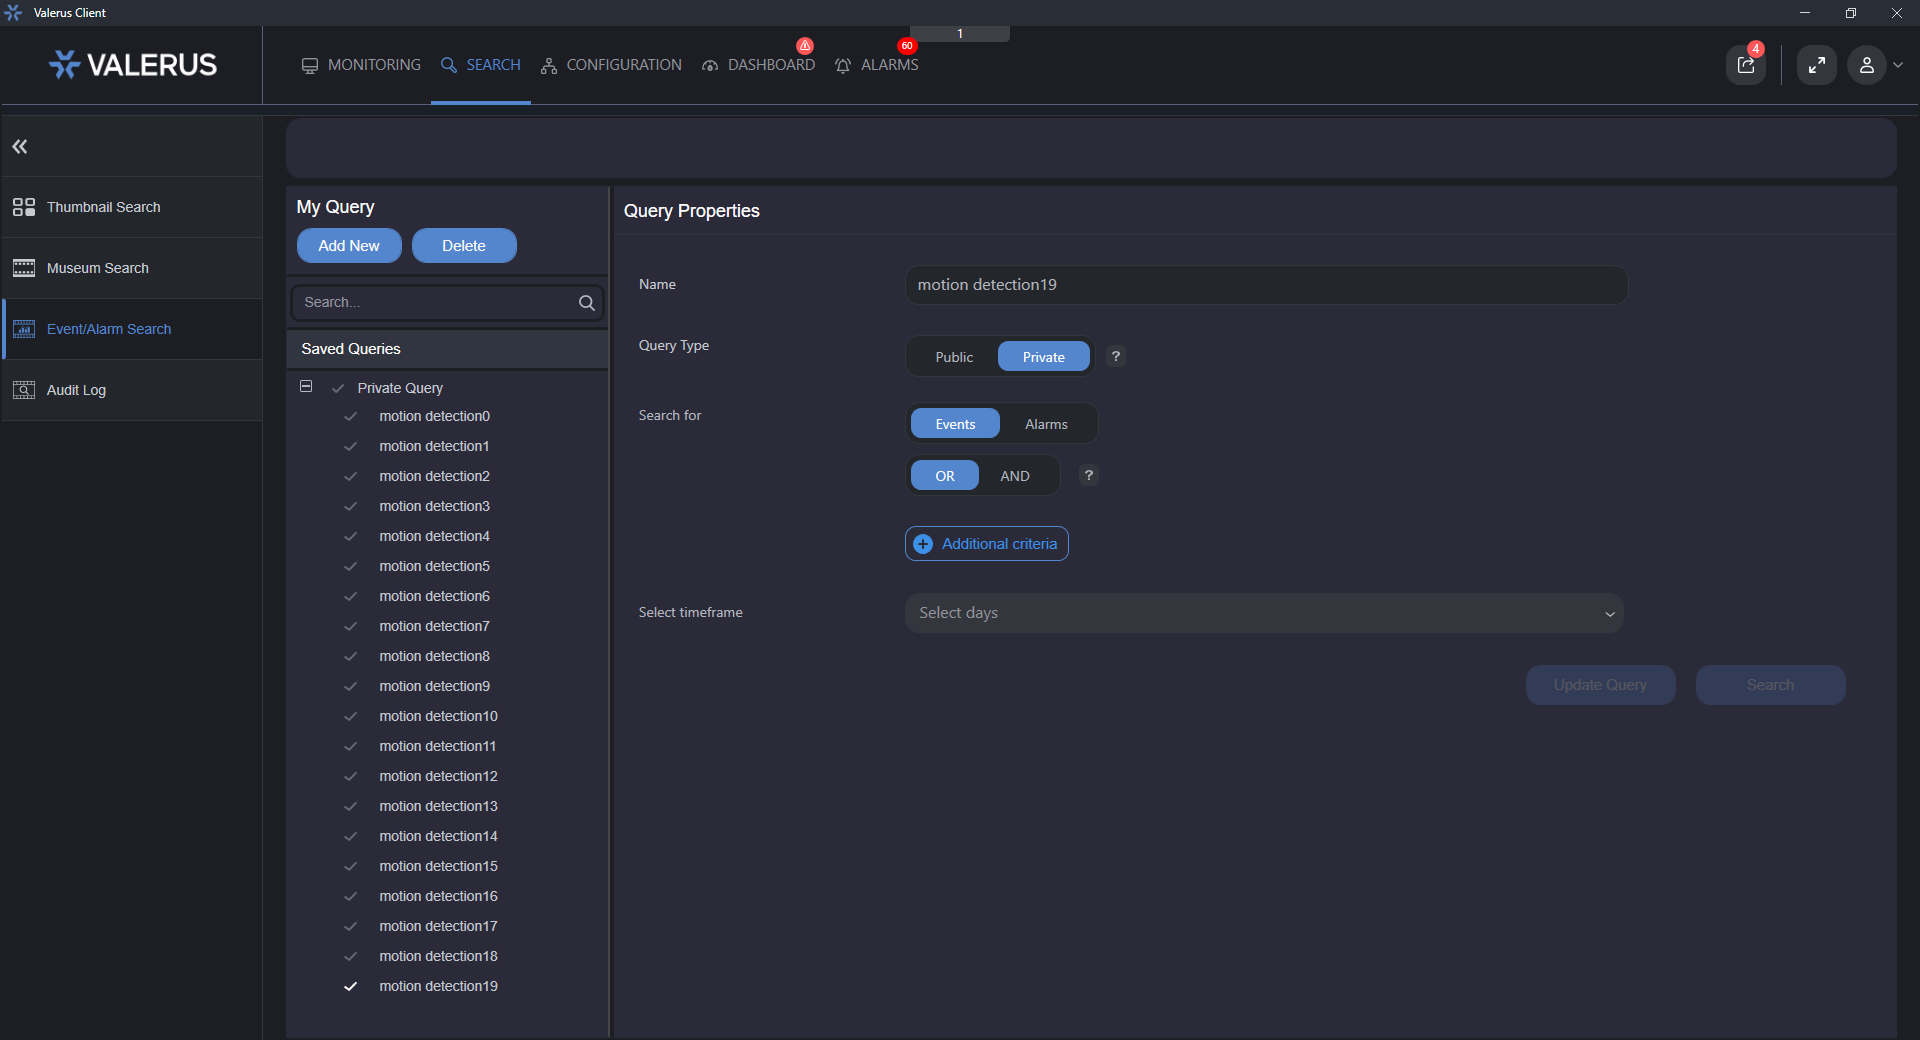 Valerus Client
1
VALERUS
MONITORING
SEARCH
CONFIGURATION
DASHBOARD
60
ALARMS
4
Thumbnail Search
Museum Search
Event/Alarm Search
Audit Log
My Query
Add New
Delete
Search...
Saved Queries
Private Query
motion detection0
motion detection1
motion detection2
motion detection3
motion detection4
motion detection5
motion detection6
motion detection7
motion detection8
motion detection9
motion detection10
motion detection11
motion detection12
motion detection13
motion detection14
motion detection15
motion detection16
motion detection17
motion detection18
motion detection19
Query Properties
Name
motion detection19
Query Type
Public
Private
?
Search for
Events
Alarms
OR
AND
?
Additional criteria
Select timeframe
Select days
Update Query
Search